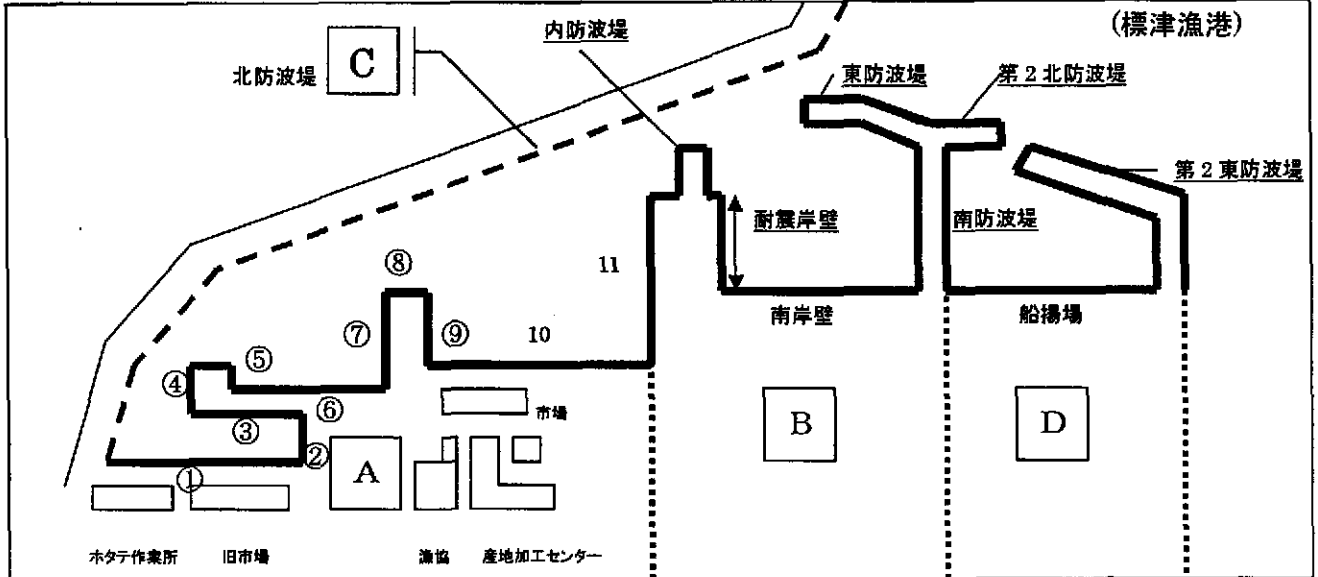 (標津漁港)
内防波堤
北防波堤
C
東防波堤
第2北防波堤
第2東防波堤
耐震岸壁
南防波堤
⑧
11
南岸壁
船揚場
⑦
⑨
10
⑤
④
⑥
市場
③
B
D
②
A
①
ホタテ作業所
旧市場
漁協
産地加工センター